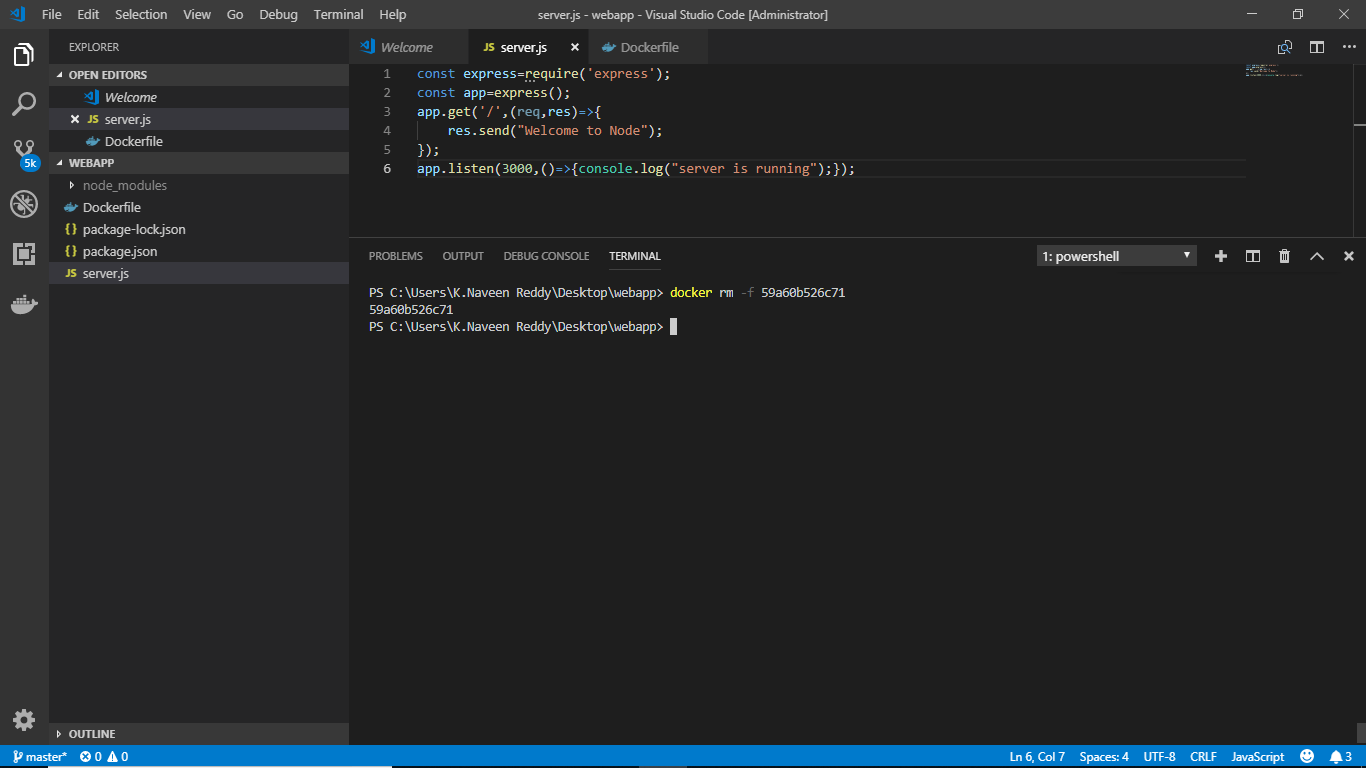 File Edit Selection View Go Debug Terminal Help
server.js - webapp - Visual Studio Code [Administrator]
EXPLORER
OPEN EDITORS
Welcome
JS server.js
Dockerfile
WEBAPP
node_modules
Dockerfile
{} package-lock.json
{} package.json
JS server.js
5k
OUTLINE
Welcome JS server.js Dockerfile
1 const express=require('express');
2 const app=express();
3 app.get('/',(req,res)=>{
4     res.send("Welcome to Node");
5 });
6 app.listen(3000,()=>{console.log("server is running");});
PROBLEMS OUTPUT DEBUG CONSOLE TERMINAL
1: powershell
PS C:\Users\K.Naveen Reddy\Desktop\webapp> docker rm -f 59a60b526c71
59a60b526c71
PS C:\Users\K.Naveen Reddy\Desktop\webapp>
master* 0 0 Ln 6, Col 7 Spaces: 4 UTF-8 CRLF JavaScript 3